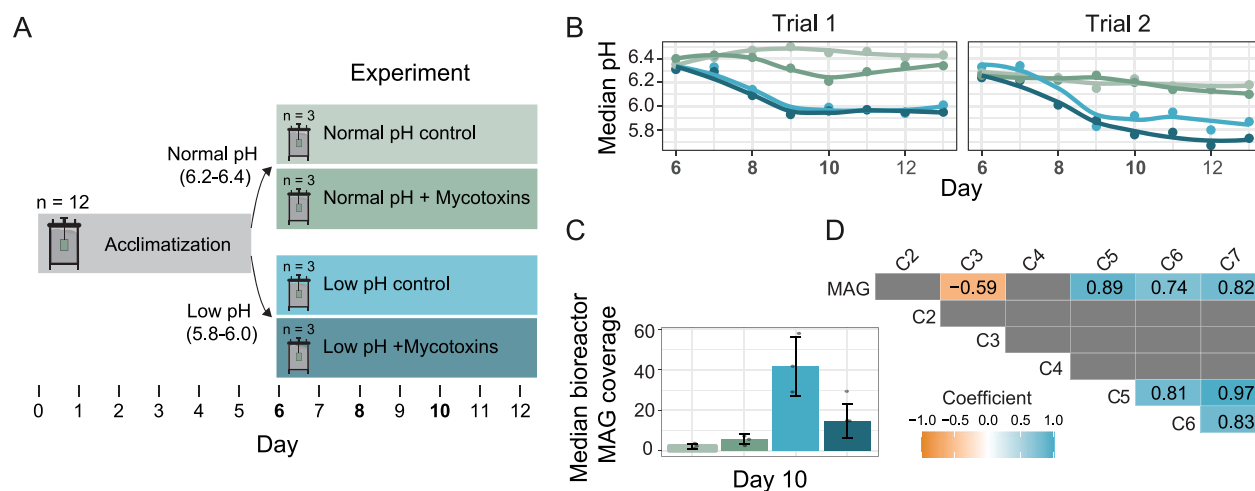 A
Experiment
n = 3
Normal pH control
n = 3
Normal pH + Mycotoxins
Normal pH
(6.2-6.4)
n = 12
Acclimatization
n = 3
Low pH control
Low pH
(5.8-6.0)
n = 3
Low pH +Mycotoxins
0 1 2 3 4 5 6 7 8 9 10 11 12
Day
B
Trial 1
Trial 2
Median pH
6.4
6.2
6.0
5.8
6 8 10 12
6 8 10 12
Day
C
Median bioreactor
MAG coverage
60
40
20
0
Day 10
D
C2 C3 C4 C5 C6 C7
MAG −0.59 0.89 0.74 0.82
C2
C3
C4
C5 0.81 0.97
C6 0.83
Coefficient
−1.0 −0.5 0.0 0.5 1.0